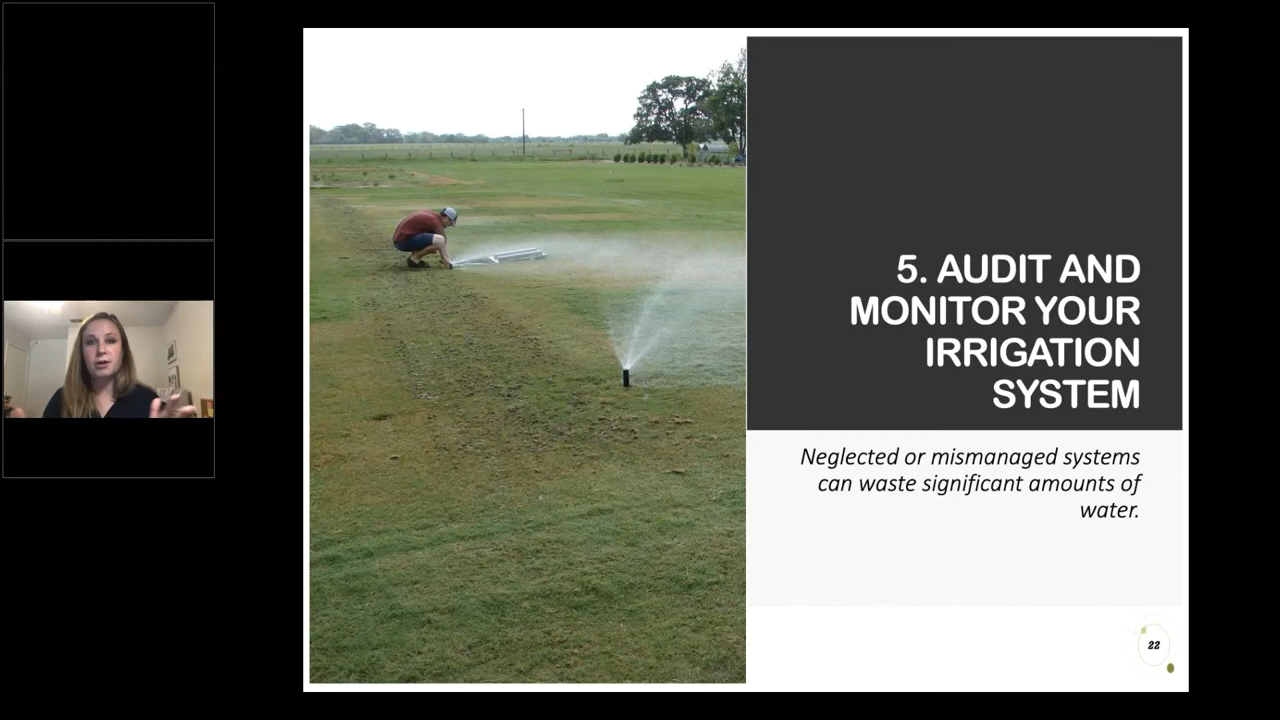 5. AUDIT AND
MONITOR YOUR
IRRIGATION
SYSTEM
Neglected or mismanaged systems
can waste significant amounts of
water.
22